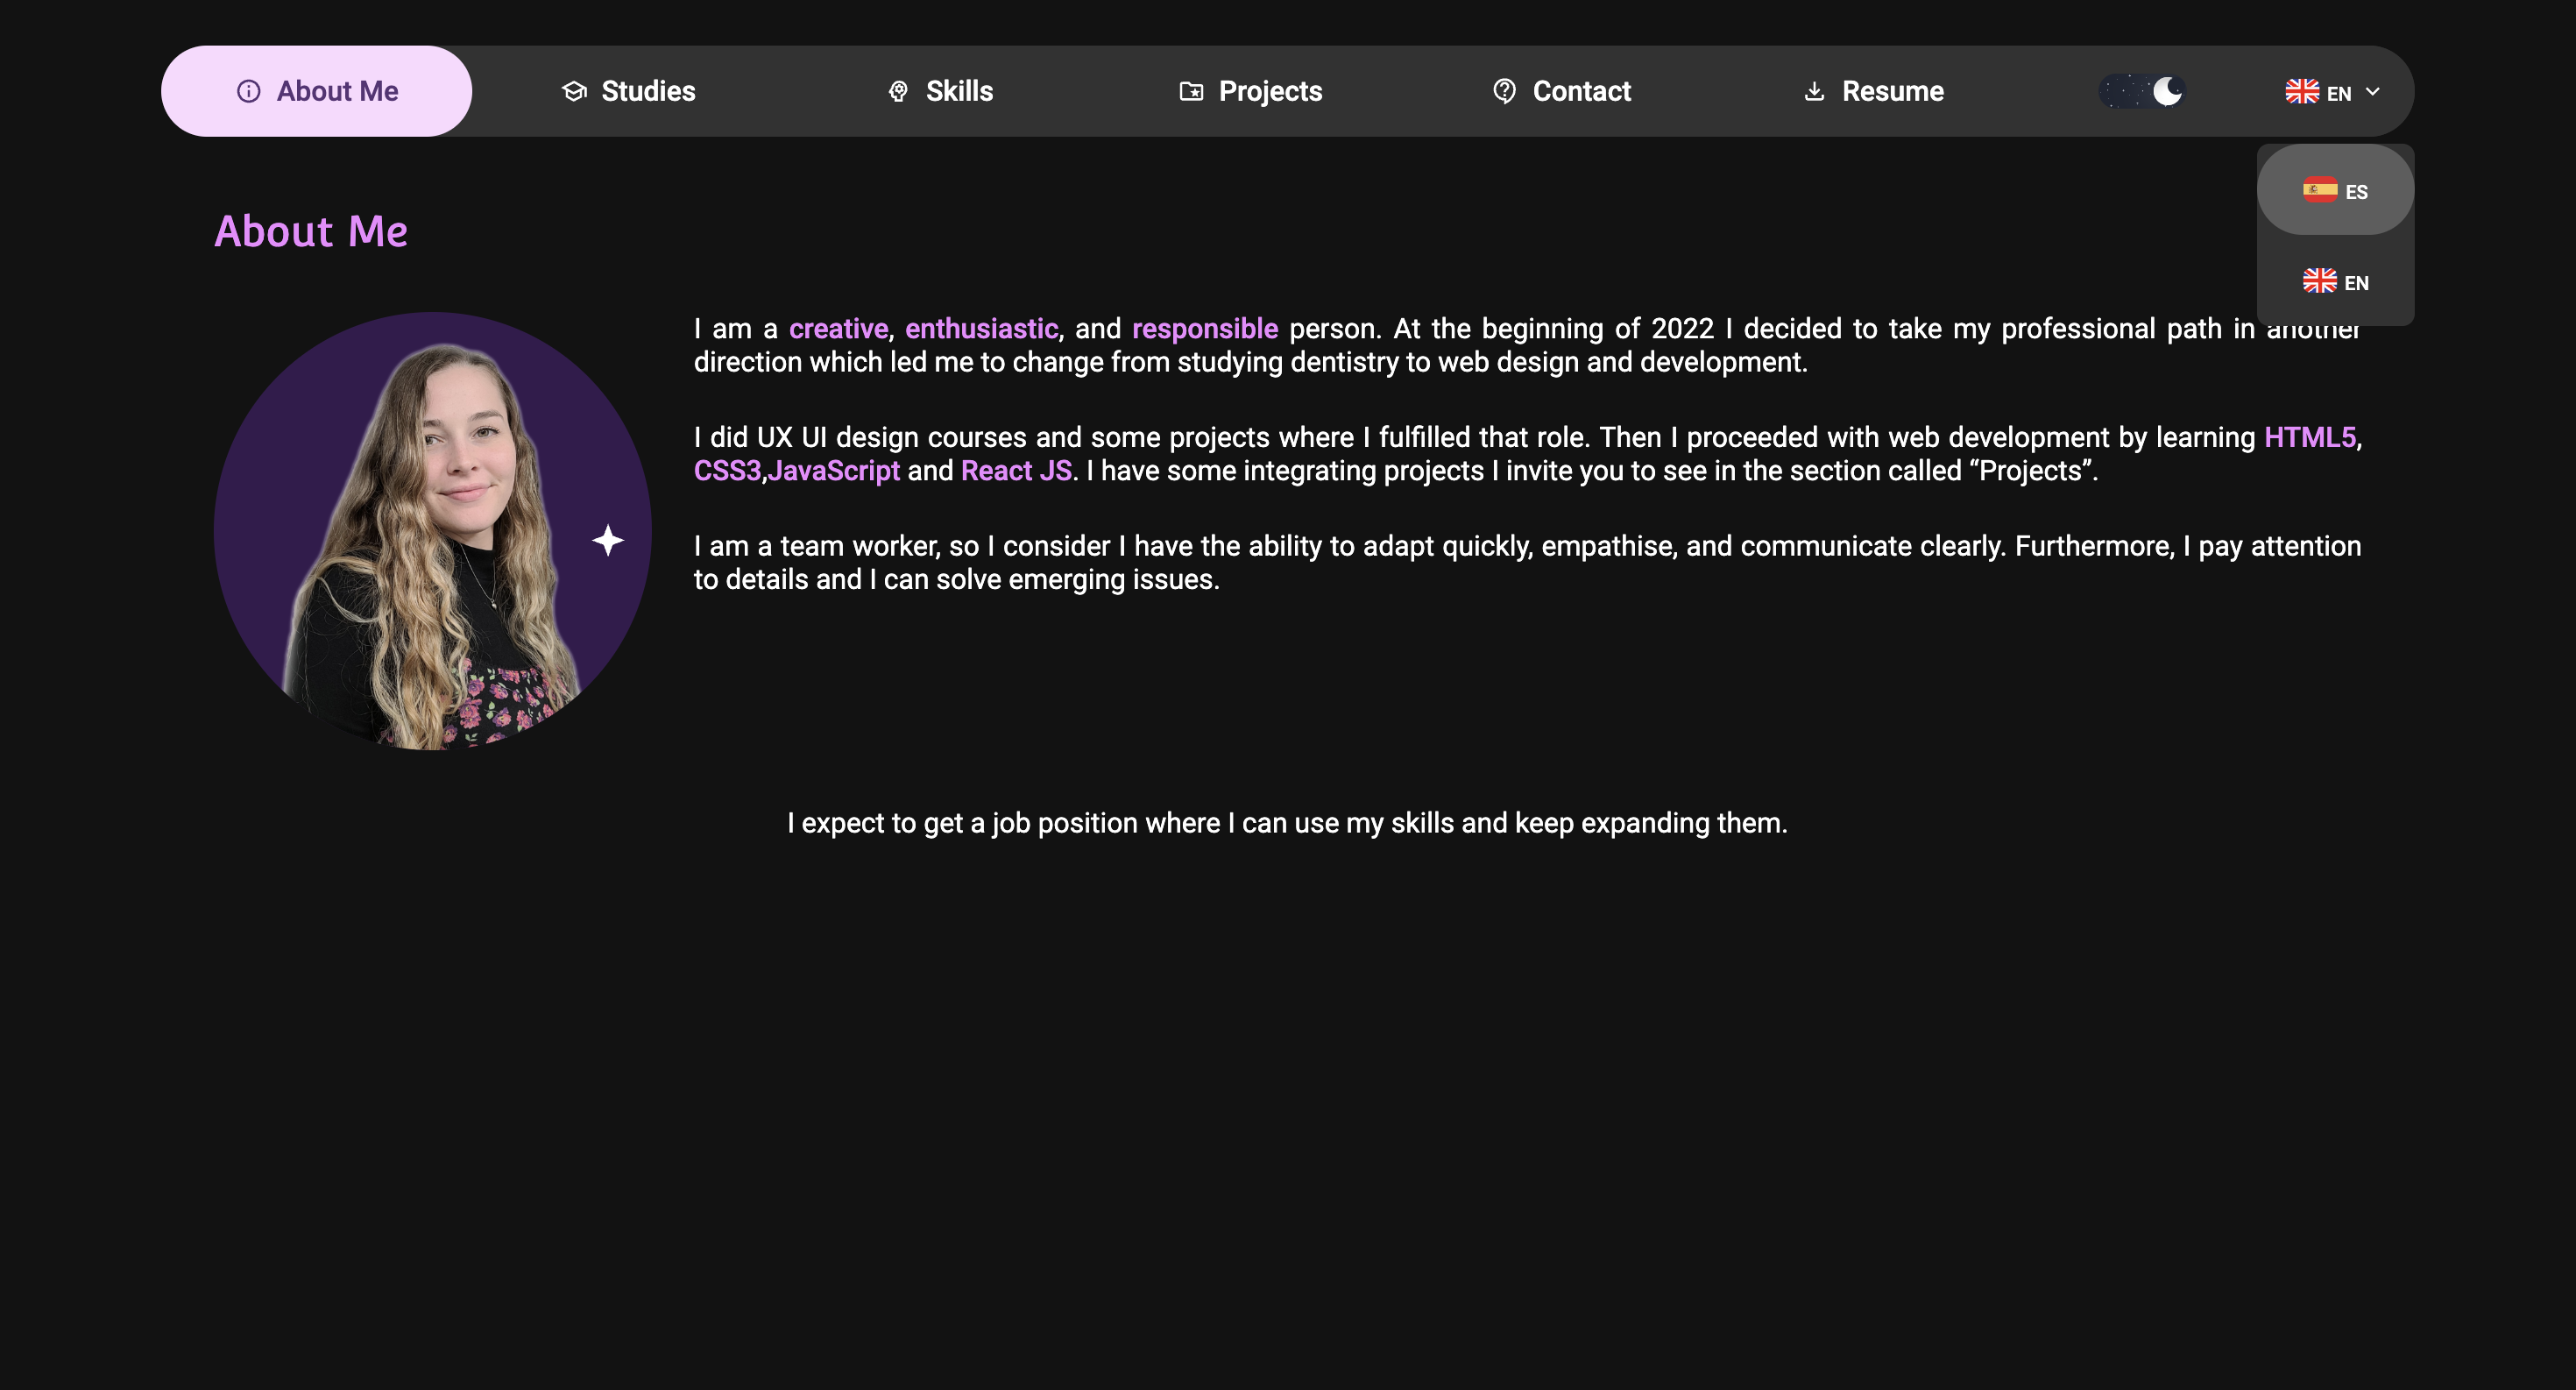 About Me Studies Skills Projects Contact Resume EN
ES
EN
About Me
I am a creative, enthusiastic, and responsible person. At the beginning of 2022 I decided to take my professional path in another
direction which led me to change from studying dentistry to web design and development.
I did UX UI design courses and some projects where I fulfilled that role. Then I proceeded with web development by learning HTML5,
CSS3,JavaScript and React JS. I have some integrating projects I invite you to see in the section called “Projects”.
I am a team worker, so I consider I have the ability to adapt quickly, empathise, and communicate clearly. Furthermore, I pay attention
to details and I can solve emerging issues.
I expect to get a job position where I can use my skills and keep expanding them.